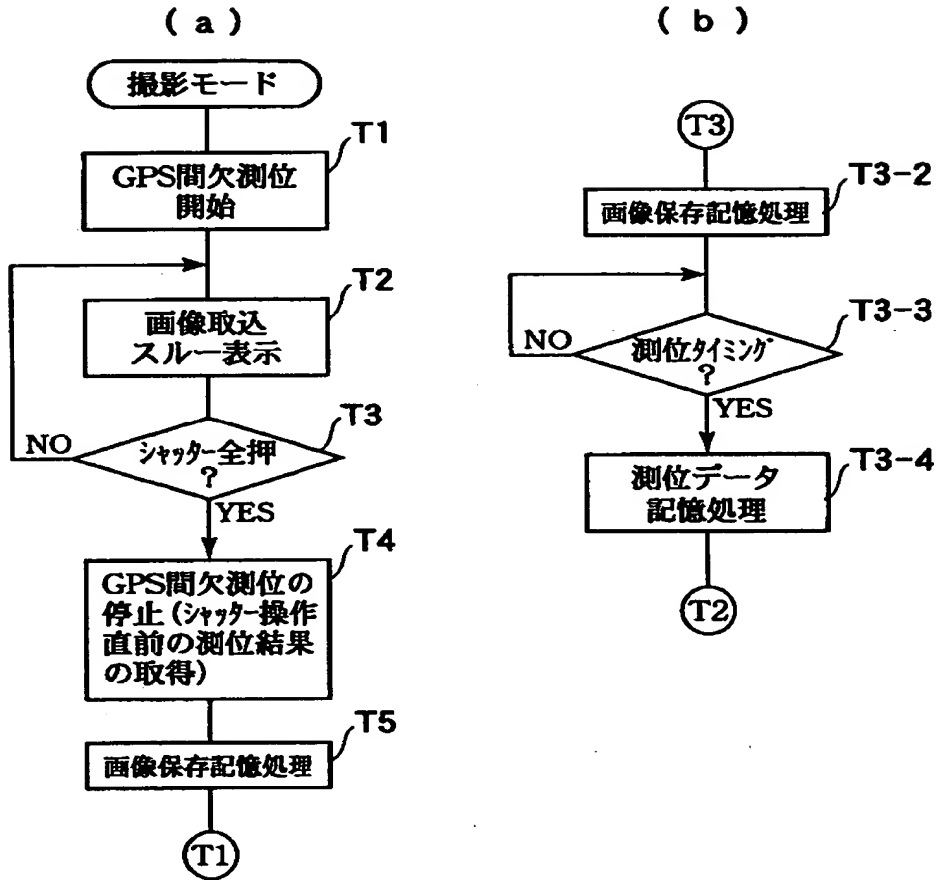 (a)
撮影モード
T1
GPS間欠測位
開始
T2
画像取込
スルー表示
T3
シャッター全押
?
NO
YES
T4
GPS間欠測位の
停止(シャッター操作
直前の測位結果
の取得)
T5
画像保存記憶処理
T1
(b)
T3
T3-2
画像保存記憶処理
T3-3
測位タイミング
?
NO
YES
T3-4
測位データ
記憶処理
T2